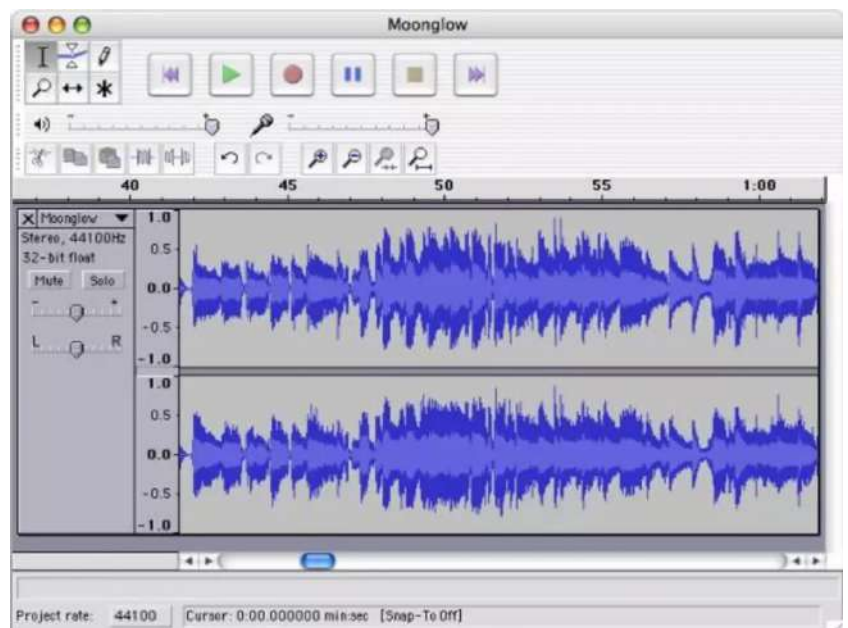 Moonglow
40 45 50 55 1:00
Moonglow
Stereo, 44100Hz
32-bit float
Mute Solo
- +
L R
1.0
0.5
0.0
-0.5
-1.0
1.0
0.5
0.0
-0.5
-1.0
Project rate: 44100 Cursor: 0:00.000000 min:sec [Snap-To Off]